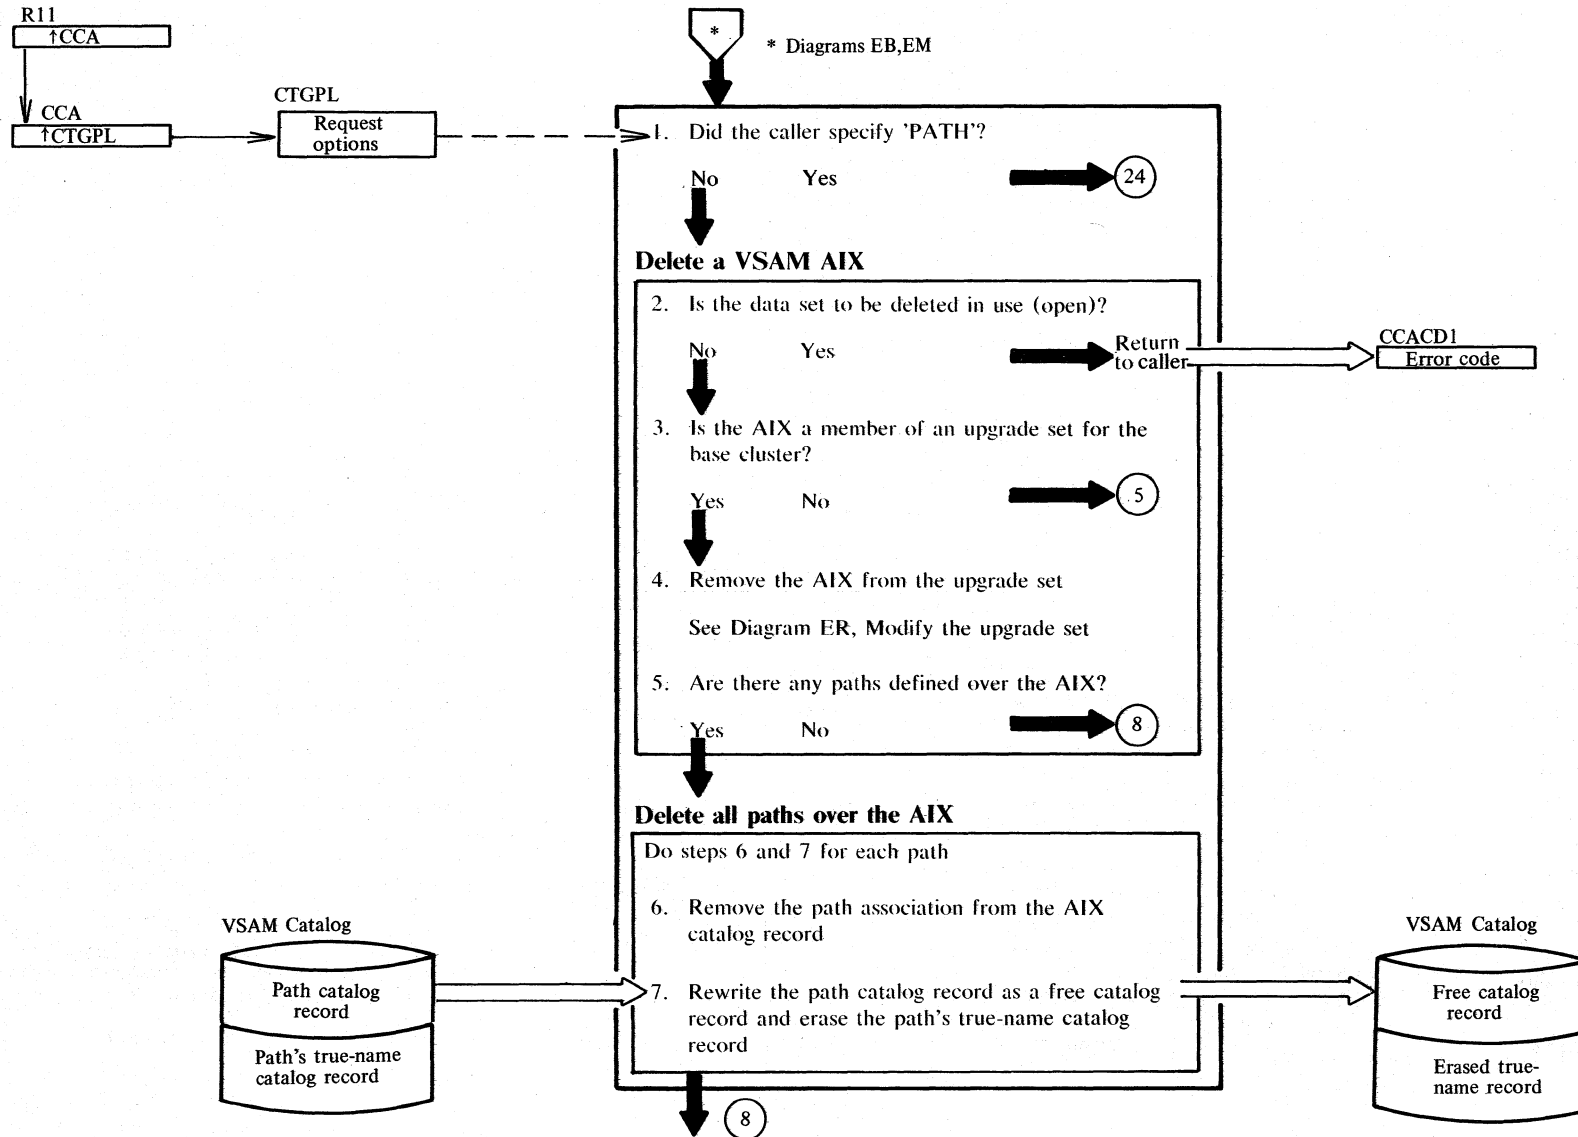 R11
↑CCA
CCA
↑CTGPL
CTGPL
Request
options
*
* Diagrams EB,EM
1. Did the caller specify 'PATH'?
No Yes 24
Delete a VSAM AIX
2. Is the data set to be deleted in use (open)?
No Yes Return
to caller
CCACD1
Error code
3. Is the AIX a member of an upgrade set for the
base cluster?
Yes No 5
4. Remove the AIX from the upgrade set
See Diagram ER, Modify the upgrade set
5. Are there any paths defined over the AIX?
Yes No 8
Delete all paths over the AIX
Do steps 6 and 7 for each path
6. Remove the path association from the AIX
catalog record
7. Rewrite the path catalog record as a free catalog
record and erase the path's true-name catalog
record
VSAM Catalog
Path catalog
record
Path's true-name
catalog record
VSAM Catalog
Free catalog
record
Erased true-
name record
8